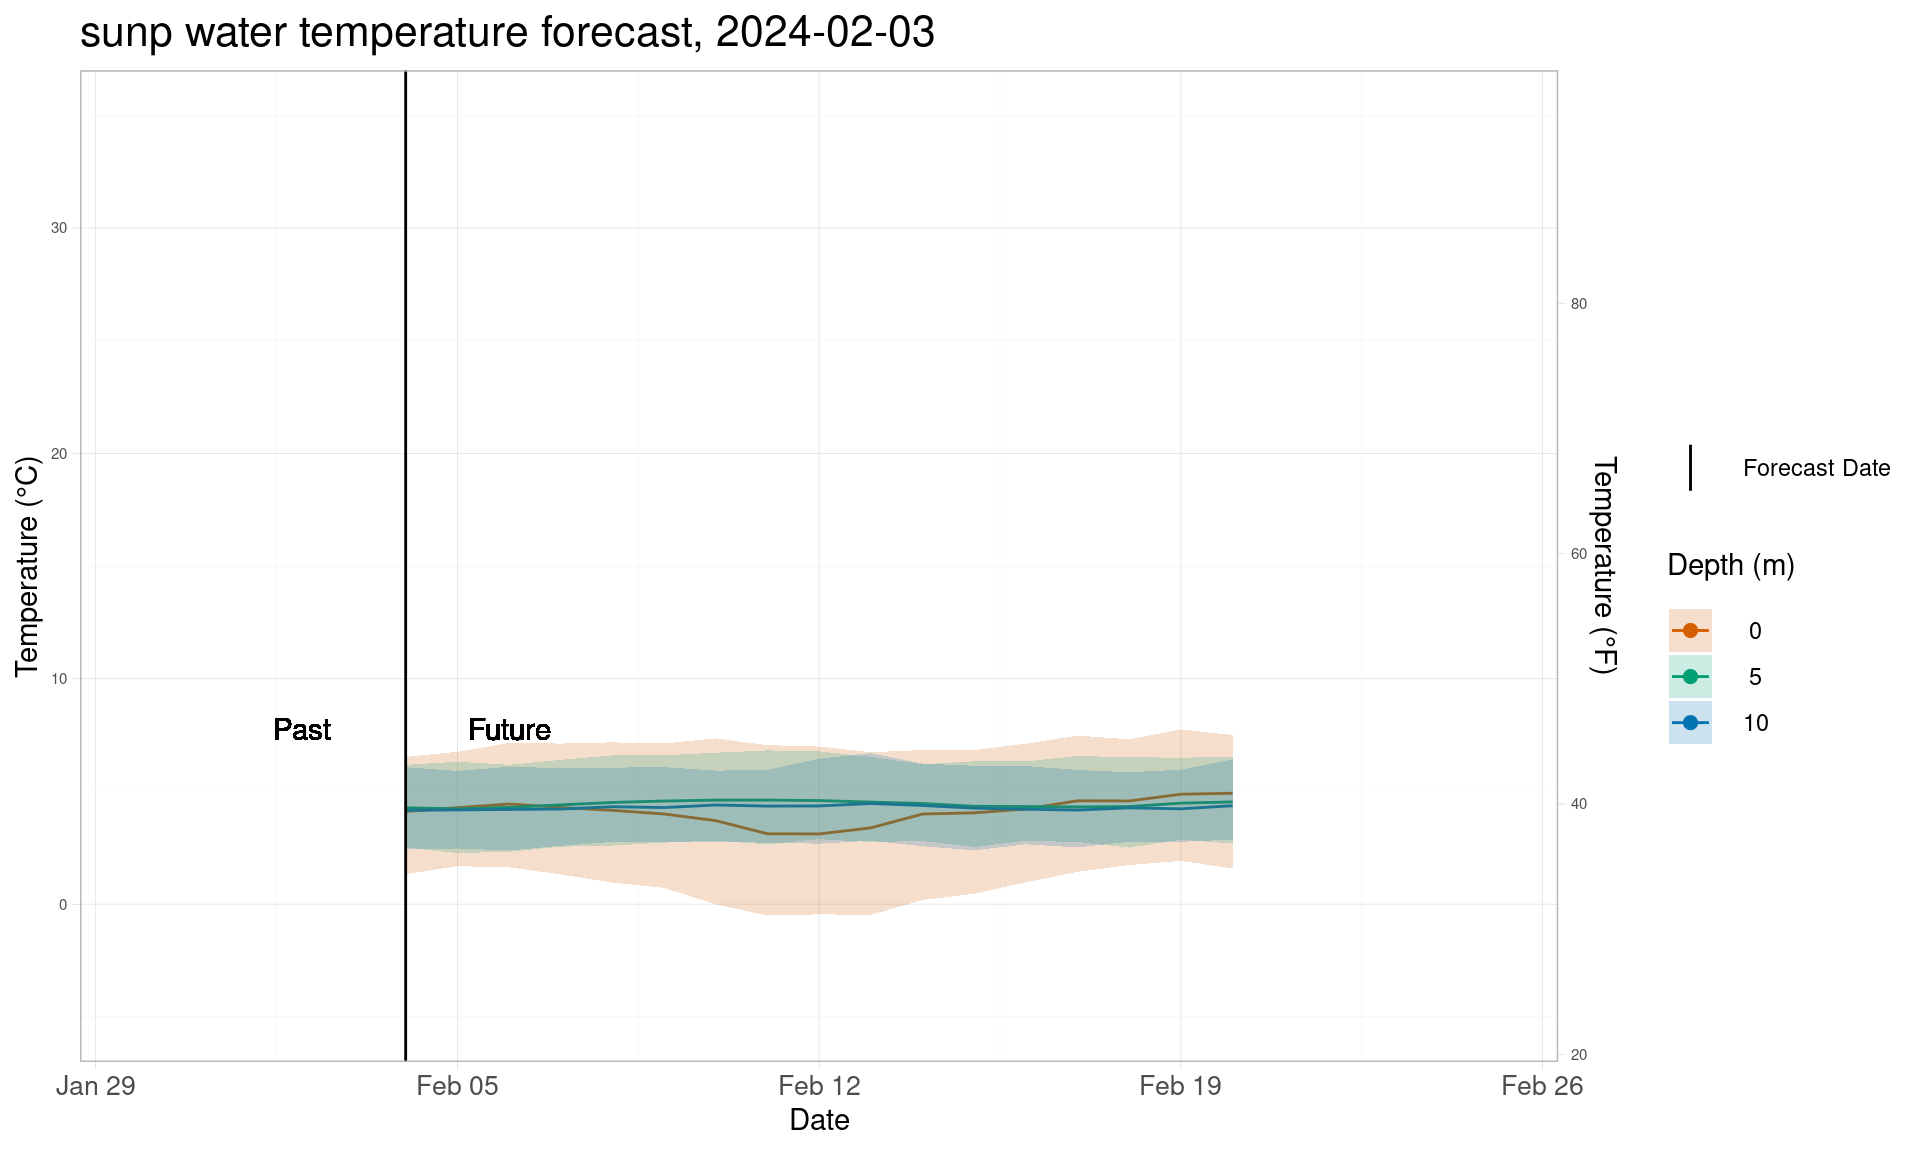 sunp water temperature forecast, 2024-02-03
Temperature (°C)
30
20
10
0
Past
Future
80
60
40
20
Temperature (°F)
Jan 29
Feb 05
Feb 12
Feb 19
Feb 26
Date
Forecast Date
Depth (m)
0
5
10